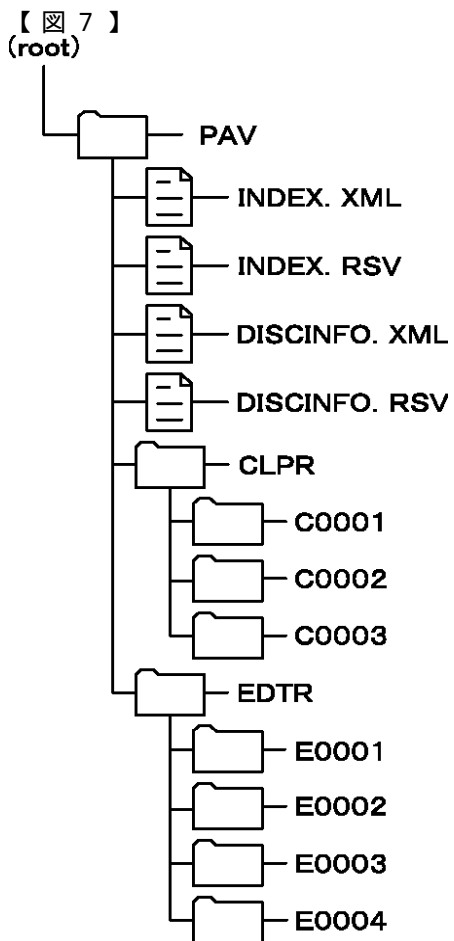 【 図 7 】
(root)
PAV
INDEX. XML
INDEX. RSV
DISCINFO. XML
DISCINFO. RSV
CLPR
C0001
C0002
C0003
EDTR
E0001
E0002
E0003
E0004